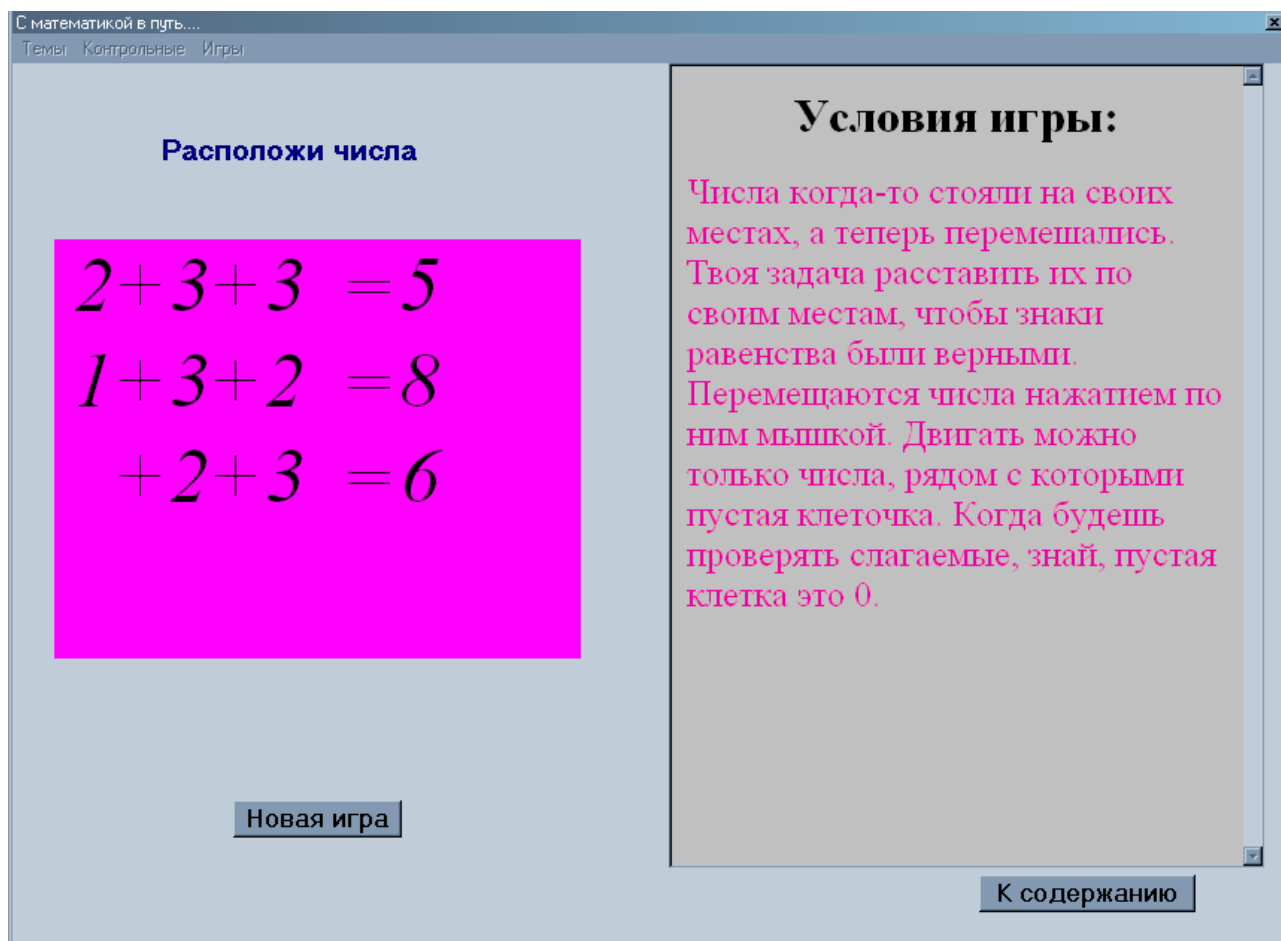 С математикой в путь....
Темы Контрольные Игры
Расположи числа
2+3+3 =5
1+3+2 =8
+2+3 =6
Новая игра
Условия игры:
Числа когда-то стояли на своих
местах, а теперь перемешались.
Твоя задача расставить их по
своим местам, чтобы знаки
равенства были верными.
Перемещаются числа нажатием по
ним мышкой. Двигать можно
только числа, рядом с которыми
пустая клеточка. Когда будешь
проверять слагаемые, знай, пустая
клетка это 0.
К содержанию